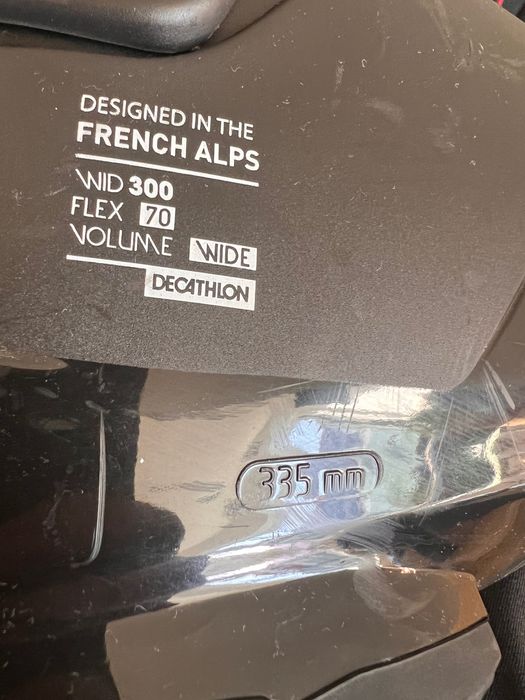 DESIGNED IN THE
FRENCH ALPS
WID 300
FLEX 70
VOLUME WIDE
DECATHLON
335 mm